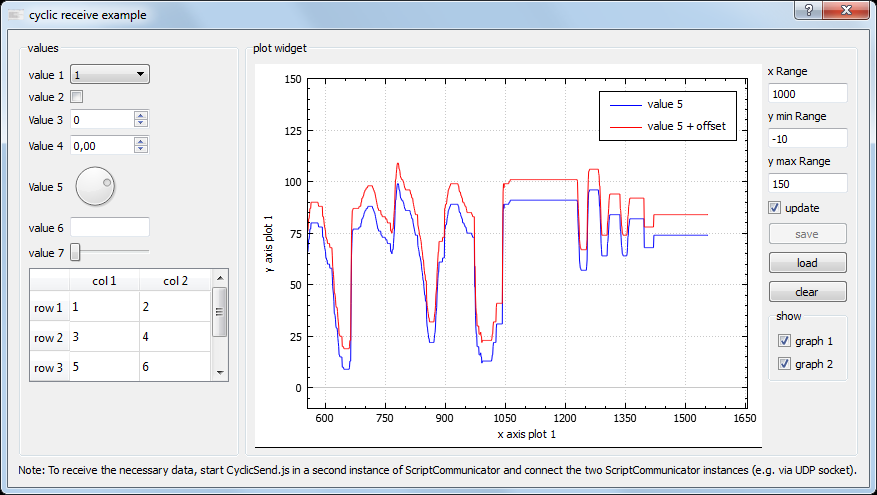 cyclic receive example
values
value 1
1
value 2
Value 3
0
Value 4
0,00
Value 5
value 6
value 7
col 1 col 2
row 1 1 2
row 2 3 4
row 3 5 6
plot widget
150
125
100
75
50
25
0
y axis plot 1
value 5
value 5 + offset
600 750 900 1050 1200 1350 1500 1650
x axis plot 1
x Range
1000
y min Range
-10
y max Range
150
update
save
load
clear
show
graph 1
graph 2
Note: To receive the necessary data, start CyclicSend.js in a second instance of ScriptCommunicator and connect the two ScriptCommunicator instances (e.g. via UDP socket).